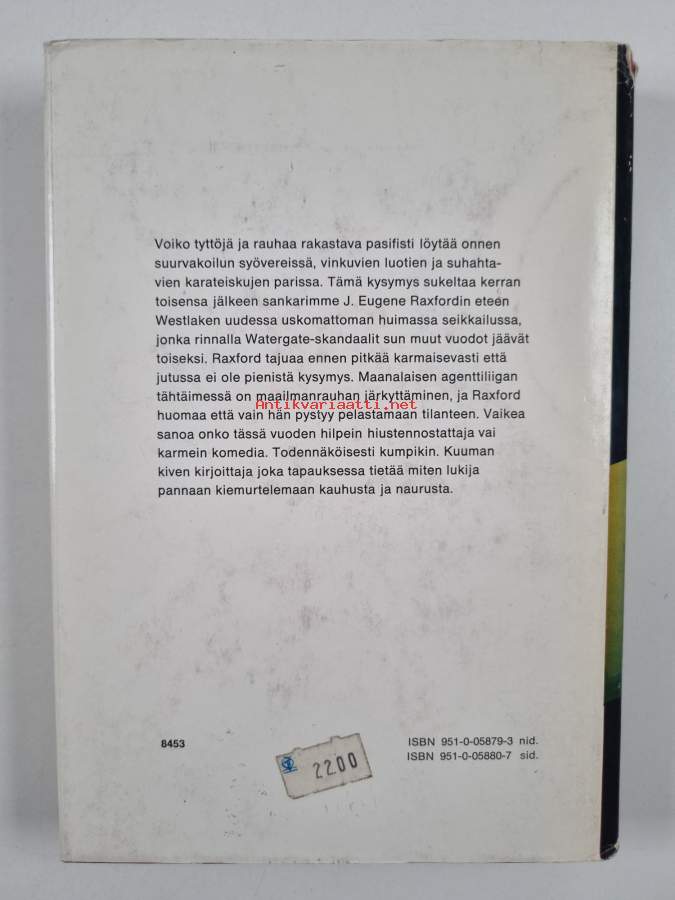 Voiko tyttöjä ja rauhaa rakastava pasifisti löytää onnen
suurvakoilun syövereissä, vinkuvien luotien ja suhahta-
vien karateiskujen parissa. Tämä kysymys sukeltaa kerran
toisensa jälkeen sankarimme J. Eugene Raxfordin eteen
Westlaken uudessa uskomattoman huimassa seikkailussa,
jonka rinnalla Watergate-skandaalit sun muut vuodot jäävät
toiseksi. Raxford tajuaa ennen pitkää karmaisevasti että
jutussa ei ole pienistä kysymys. Maanalaisen agenttiliigan
tähtäimessä on maailmanrauhan järkyttäminen, ja Raxford
Antikvariaatti.net
huomaa että vain hän pystyy pelastamaan tilanteen. Vaikea
sanoa onko tässä vuoden hilpein hiustennostattaja vai
karmein komedia. Todennäköisesti kumpikin. Kuuman
kiven kirjoittaja joka tapauksessa tietää miten lukija
pannaan kiemurtelemaan kauhusta ja naurusta.
8453
ISBN 951-0-05879-3 nid.
ISBN 951-0-05880-7 sid.
2200